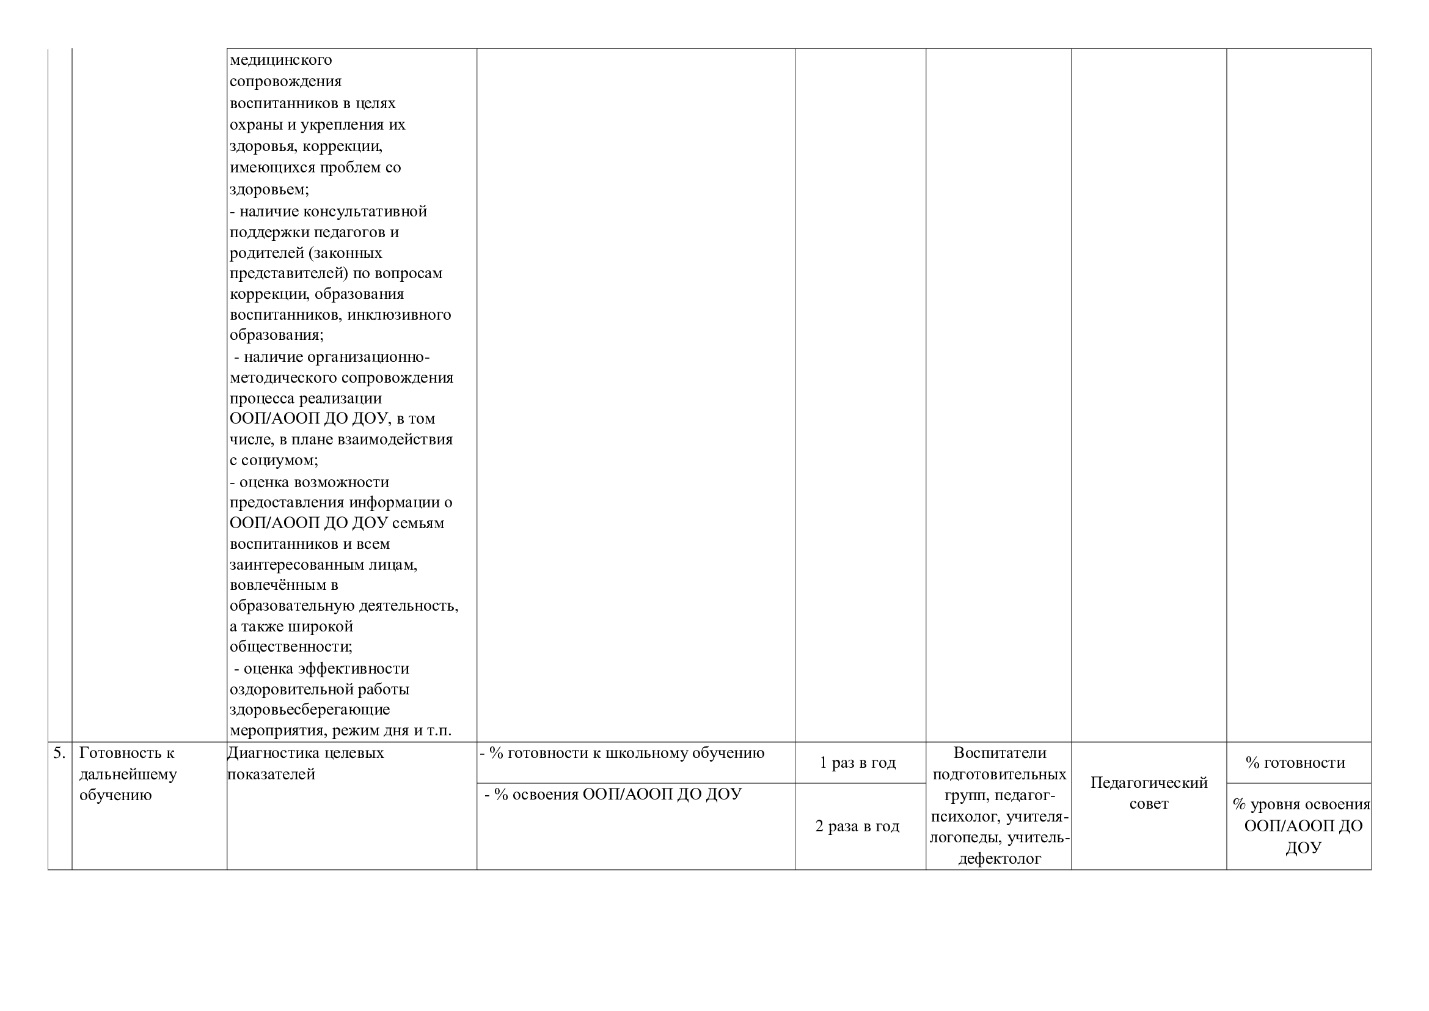 медицинского
сопровождения
воспитанников в целях
охраны и укрепления их
здоровья, коррекции,
имеющихся проблем со
здоровьем;
- наличие консультативной
поддержки педагогов и
родителей (законных
представителей) по вопросам
коррекции, образования
воспитанников, инклюзивного
образования;
- наличие организационно-
методического сопровождения
процесса реализации
ООП/АООП ДО ДОУ, в том
числе, в плане взаимодействия
с социумом;
- оценка возможности
предоставления информации о
ООП/АООП ДО ДОУ семьям
воспитанников и всем
заинтересованным лицам,
вовлечённым в
образовательную деятельность,
а также широкой
общественности;
- оценка эффективности
оздоровительной работы
здоровьесберегающие
мероприятия, режим дня и т.п.
5.
Готовность к
дальнейшему
обучению
Диагностика целевых
показателей
- % готовности к школьному обучению
1 раз в год
- % освоения ООП/АООП ДО ДОУ
2 раза в год
Воспитатели
подготовительных
групп, педагог-
психолог, учителя-
логопеды, учитель-
дефектолог
Педагогический
совет
% готовности
% уровня освоения
ООП/АООП ДО
ДОУ